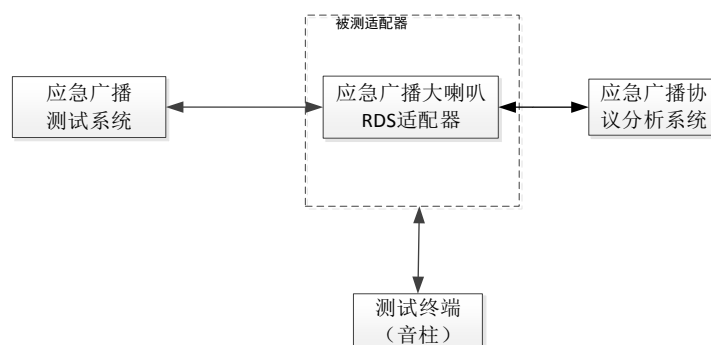 被测适配器
应急广播
测试系统
应急广播大喇叭
RDS适配器
应急广播协
议分析系统
测试终端
（音柱）